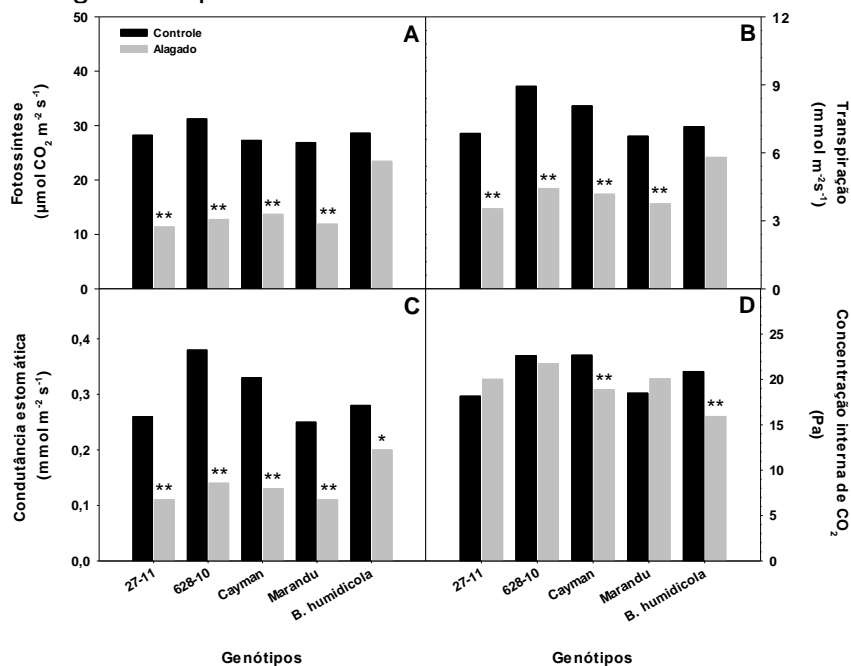 50
40
30
20
10
0
Fotossíntese
(µmol CO₂ m⁻² s⁻¹)
Controle
Alagado
A
**
**
**
**
B
**
**
**
**
12
9
6
3
0
Transpiração
(mmol m⁻²s⁻¹)
C
0,4
0,3
0,2
0,1
0,0
Condutância estomática
(mmol m⁻² s⁻¹)
**
**
**
**
*
D
**
**
25
20
15
10
5
0
Concentração interna de CO₂
(Pa)
27-11
628-10
Cayman
Marandu
B. humidicola
27-11
628-10
Cayman
Marandu
B. humidicola
Genótipos
Genótipos